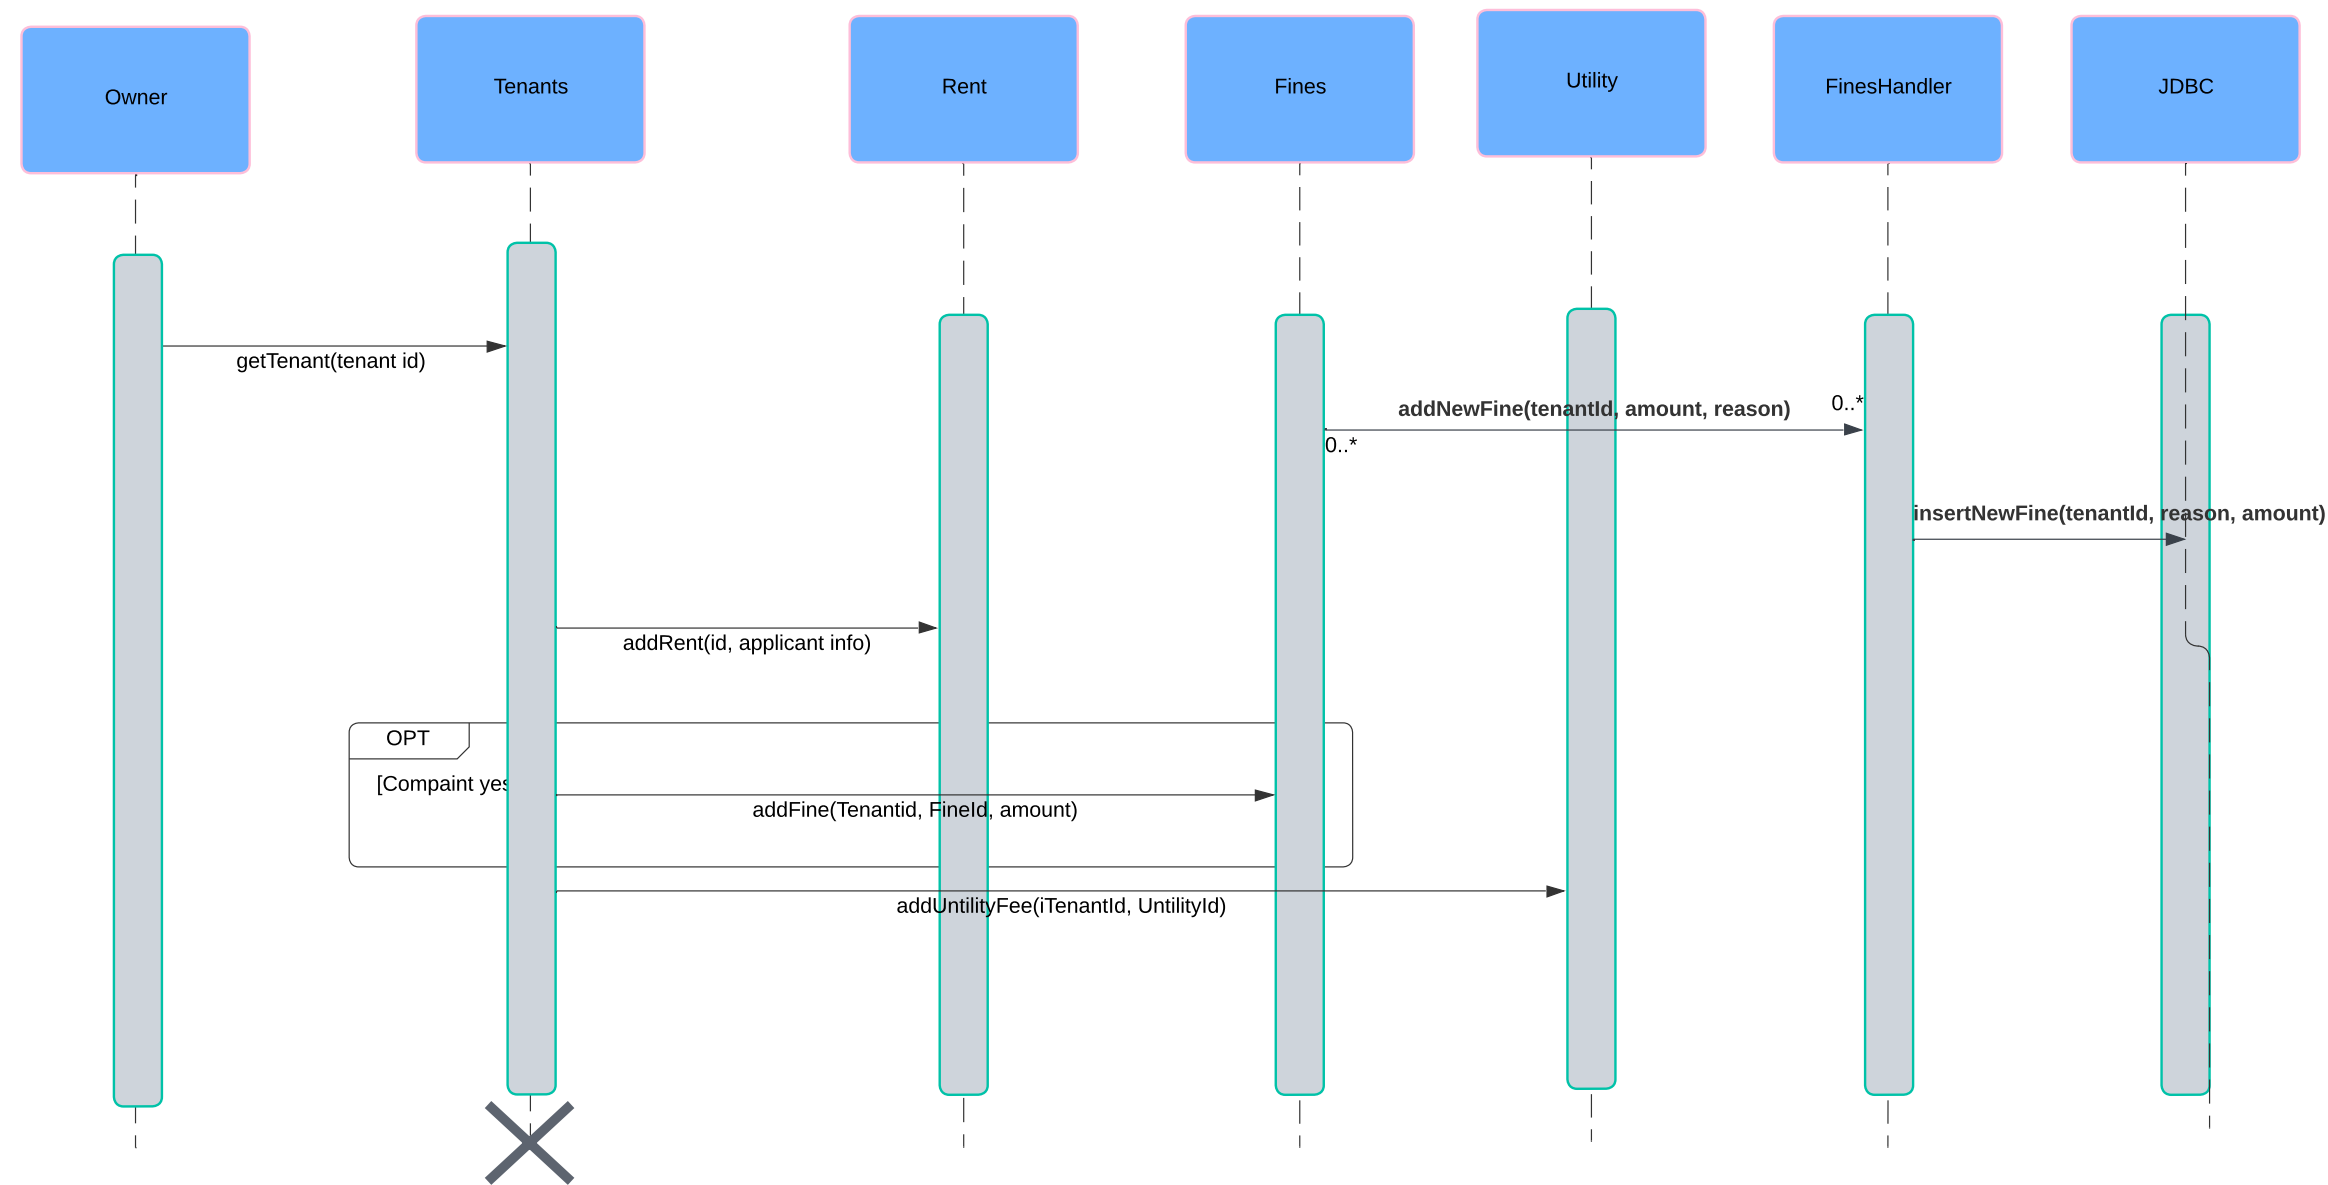 Owner
Tenants
Rent
Fines
Utility
FinesHandler
JDBC
getTenant(tenant id)
addNewFine(tenantId, amount, reason)
0..*
0..*
insertNewFine(tenantId, reason, amount)
addRent(id, applicant info)
OPT
[Compaint yes
addFine(Tenantid, FineId, amount)
addUntilityFee(iTenantId, UntilityId)